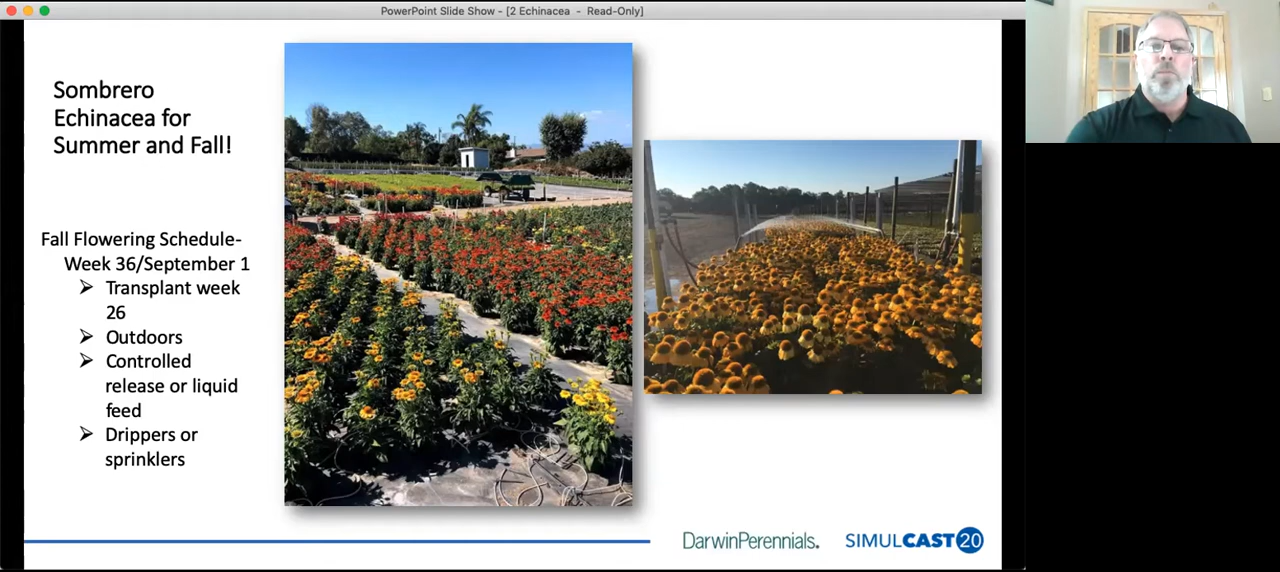 PowerPoint Slide Show - [2 Echinacea - Read-Only]
Sombrero
Echinacea for
Summer and Fall!
Fall Flowering Schedule-
Week 36/September 1
➢ Transplant week
26
➢ Outdoors
➢ Controlled
release or liquid
feed
➢ Drippers or
sprinklers
DarwinPerennials.
SIMULCAST20